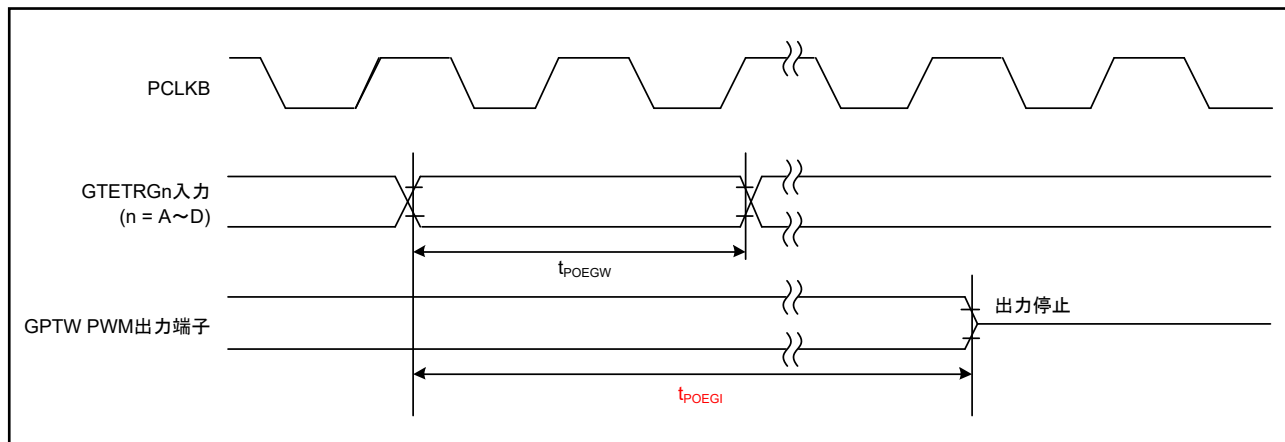 PCLKB
GTETRGn入力
(n = A～D)
tPOEGW
GPTW PWM出力端子
出力停止
tPOEGI